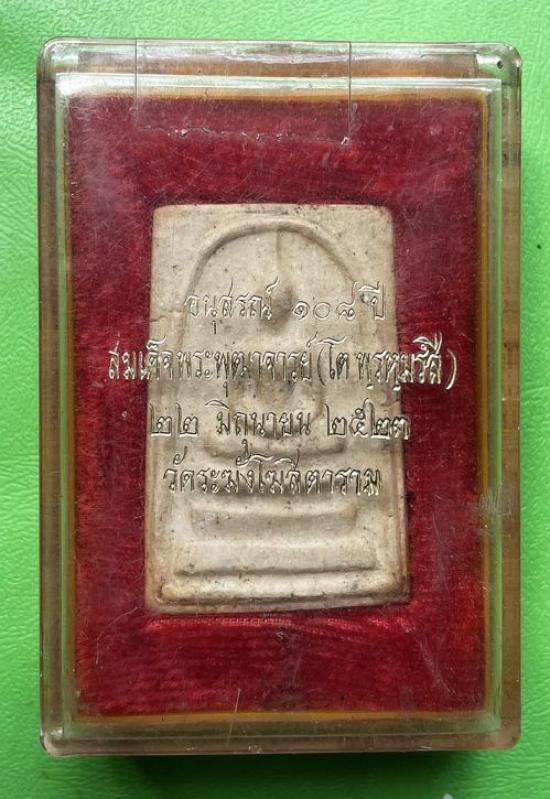 อนุสรณ์ ๑๐๘ ปี
สมเด็จพระพุฒาจารย์(โต พฺรหฺมรํสี)
๒๒ มิถุนายน ๒๕๒๓
วัดระฆังโฆสิตาราม